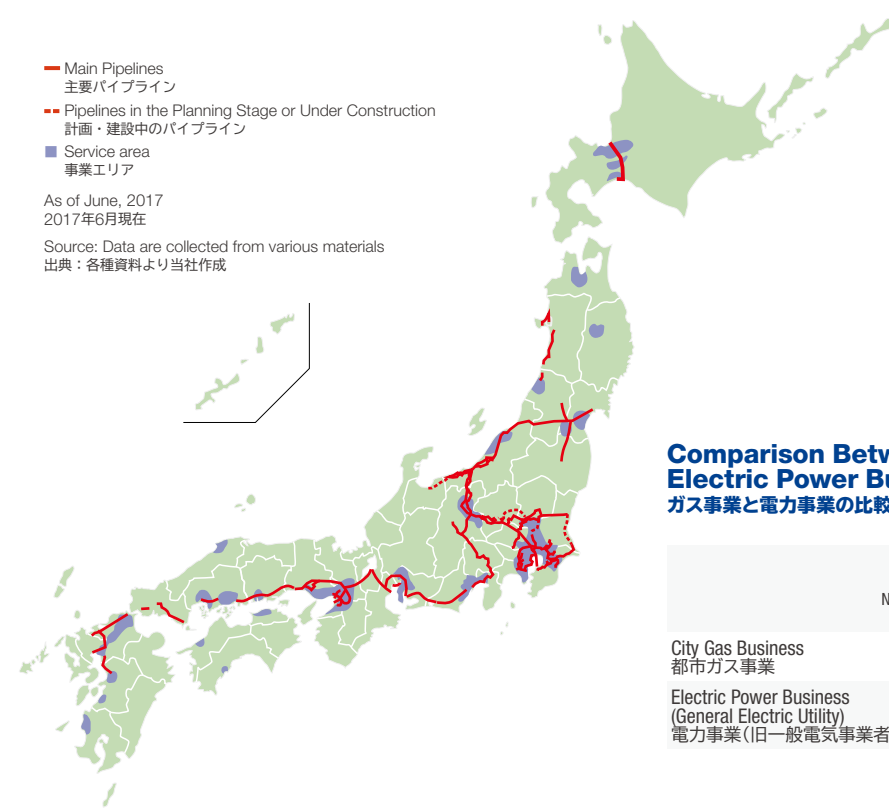 Main Pipelines
主要パイプライン
Pipelines in the Planning Stage or Under Construction
計画・建設中のパイプライン
Service area
事業エリア
As of June, 2017
2017年6月現在
Source: Data are collected from various materials
出典：各種資料より当社作成
Comparison Betw
Electric Power Bu
ガス事業と電力事業の比較
N
City Gas Business
都市ガス事業
Electric Power Business
(General Electric Utility)
電力事業（旧一般電気事業者